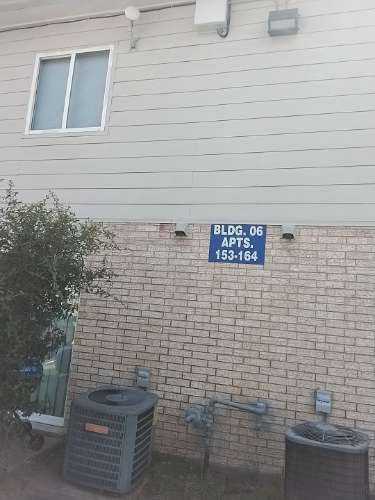 BLDG. 06
APTS.
153-164